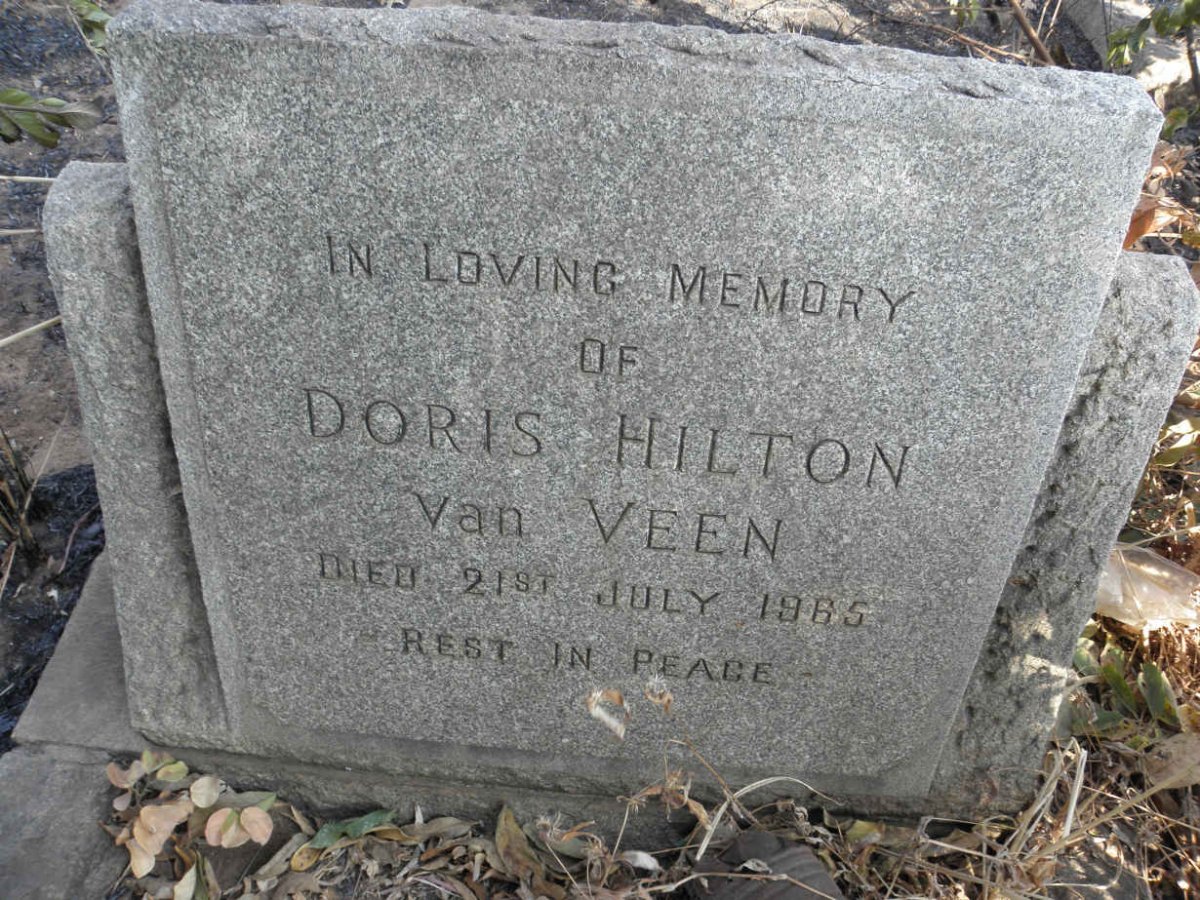 IN LOVING MEMORY
OF
DORIS HILTON
Van VEEN
DIED 21ST JULY 1965
- REST IN PEACE -